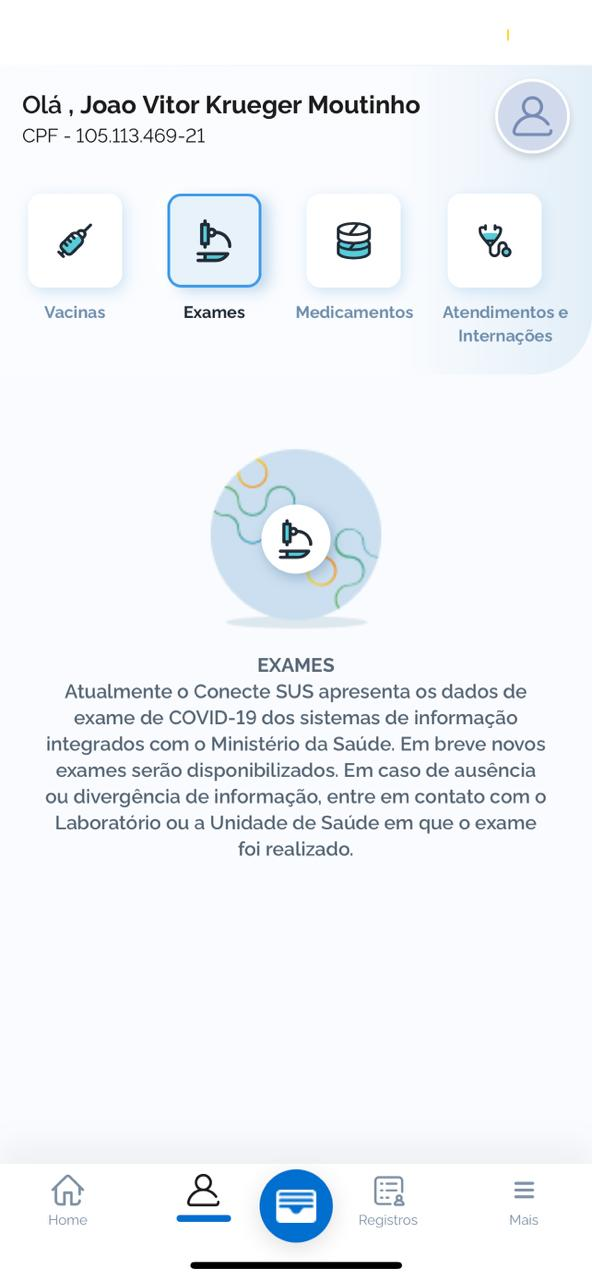 Olá , Joao Vitor Krueger Moutinho
CPF - 105.113.469-21
Vacinas
Exames
Medicamentos
Atendimentos e
Internações
EXAMES
Atualmente o Conecte SUS apresenta os dados de
exame de COVID-19 dos sistemas de informação
integrados com o Ministério da Saúde. Em breve novos
exames serão disponibilizados. Em caso de ausência
ou divergência de informação, entre em contato com o
Laboratório ou a Unidade de Saúde em que o exame
foi realizado.
Home
Registros
Mais